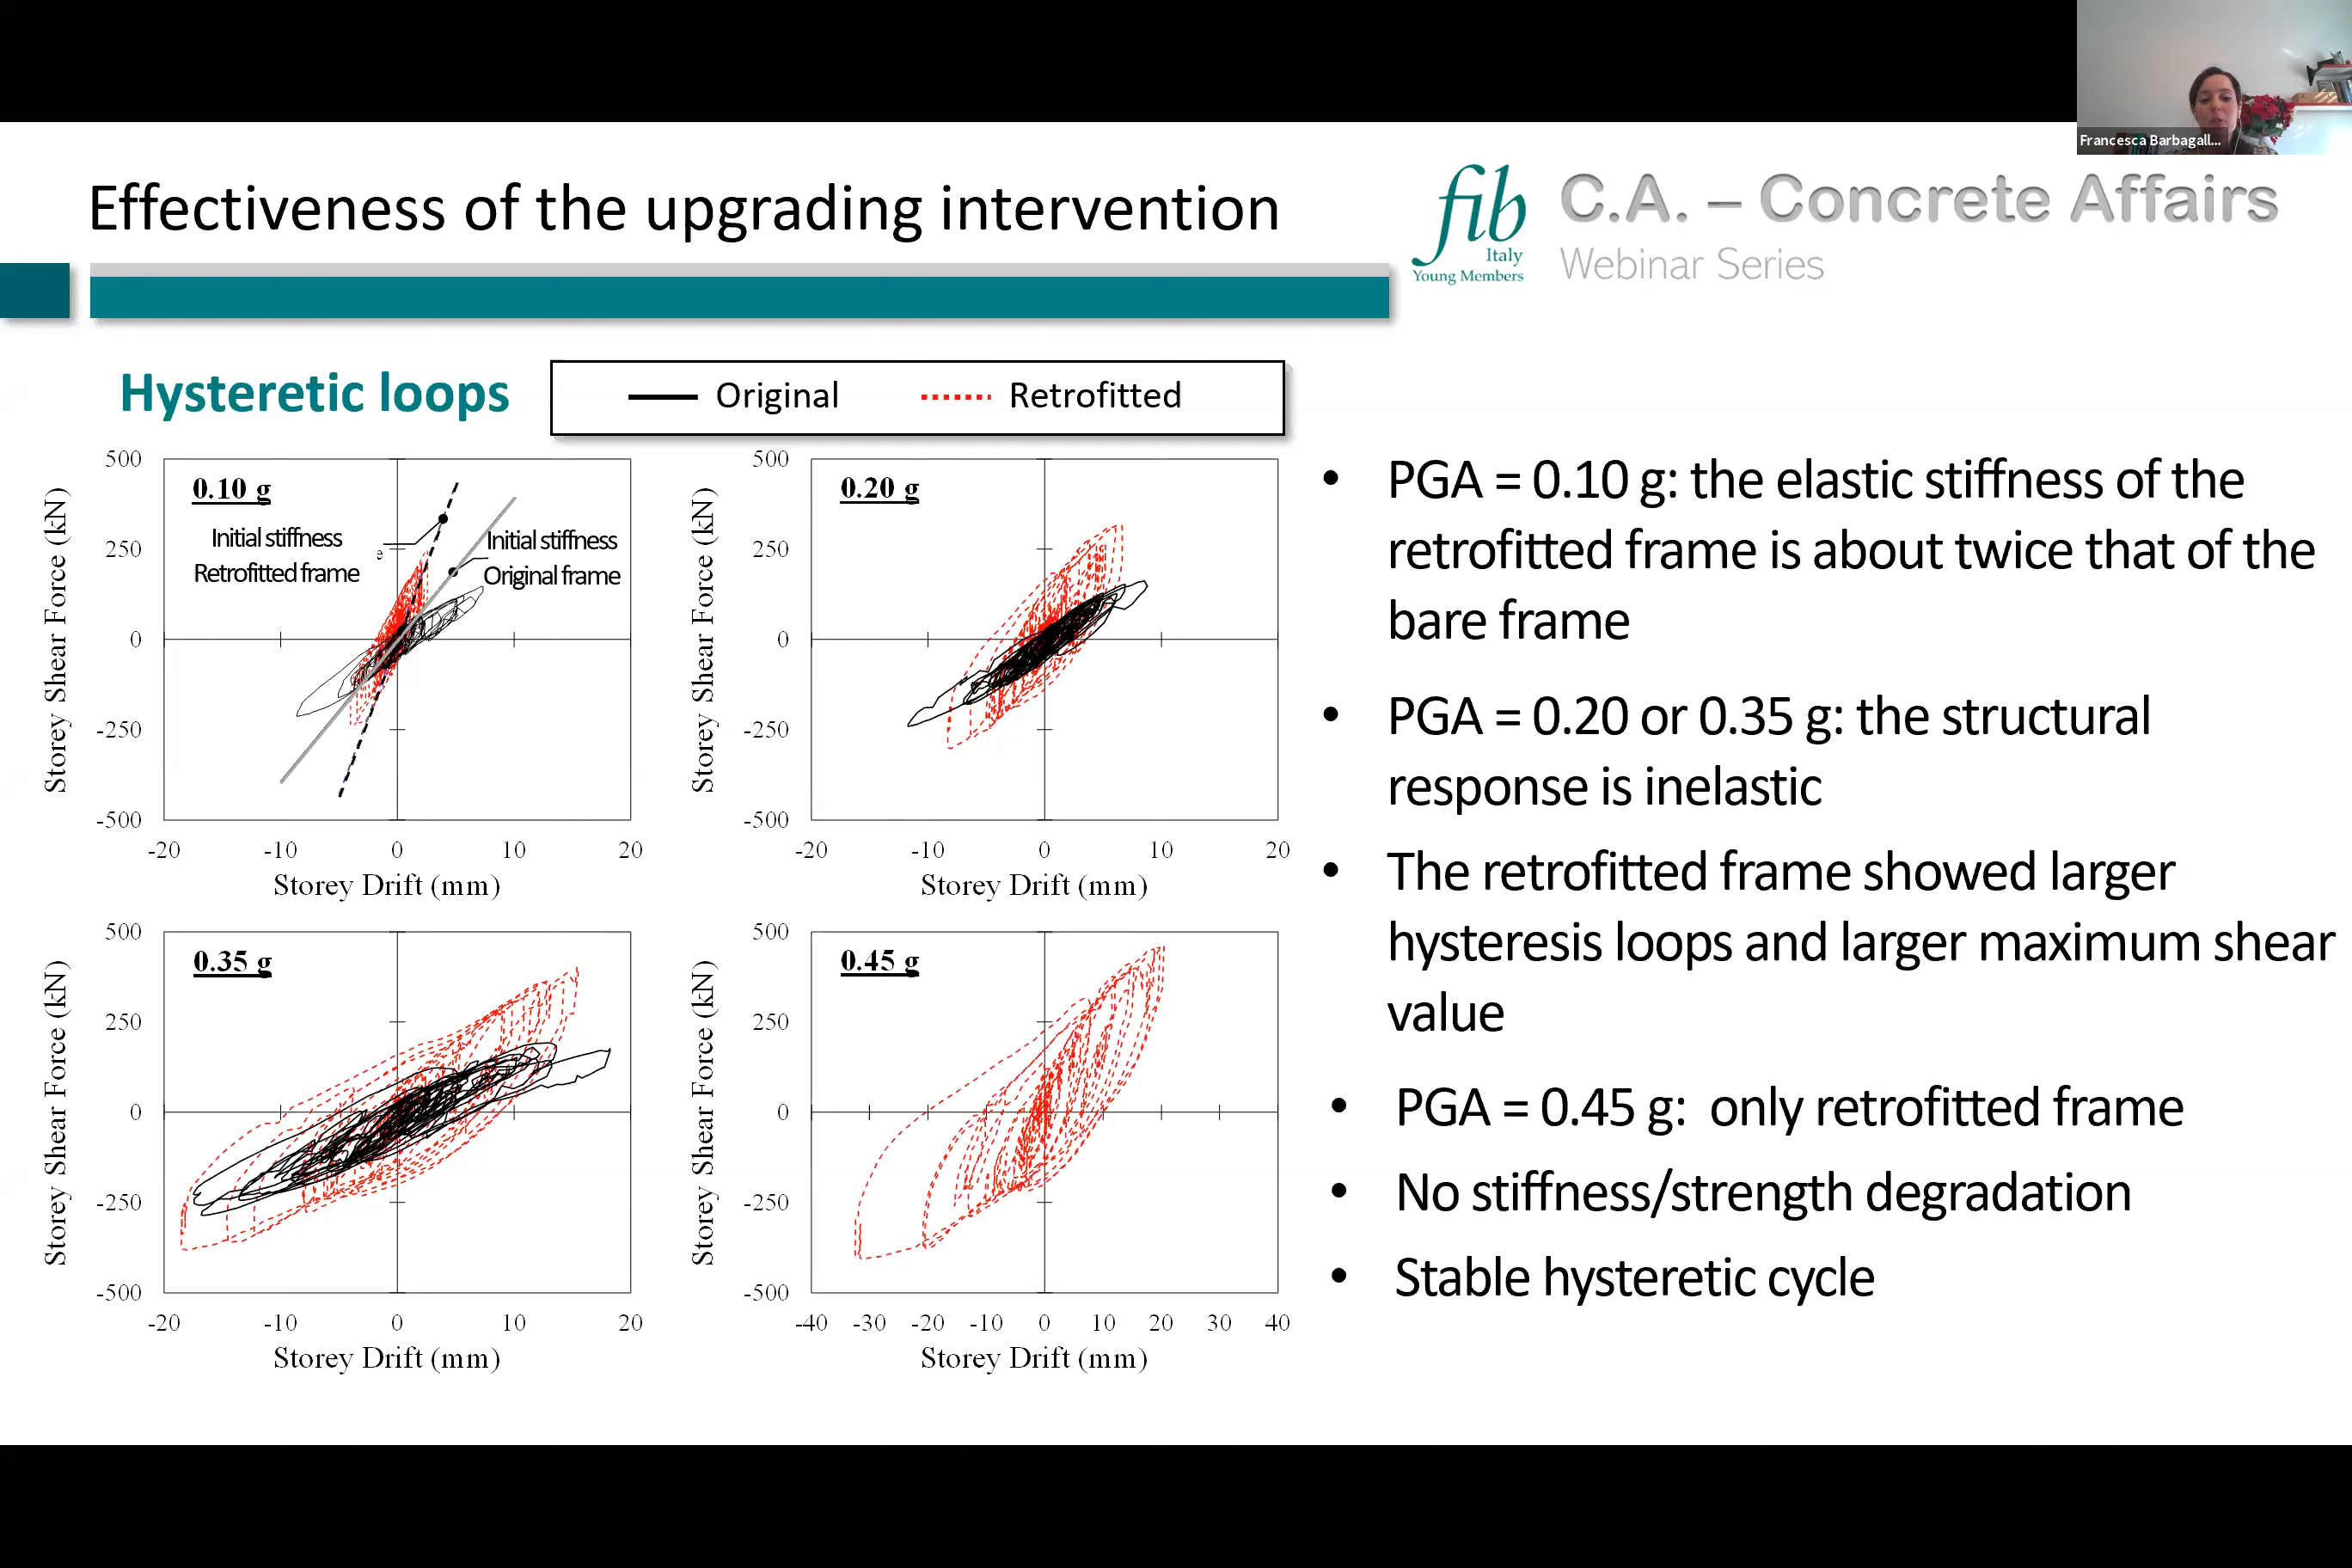 Francesca Barbagall...
Effectiveness of the upgrading intervention
fib
Italy
Young Members
C.A. – Concrete Affairs
Webinar Series
Hysteretic loops
Original
Retrofitted
0.10 g
Initial stiffness
Retrofitted frame
e
Initial stiffness
Original frame
Storey Shear Force (kN)
500
250
0
-250
-500
-20 -10 0 10 20
Storey Drift (mm)
0.20 g
Storey Shear Force (kN)
500
250
0
-250
-500
-20 -10 0 10 20
Storey Drift (mm)
0.35 g
Storey Shear Force (kN)
500
250
0
-250
-500
-20 -10 0 10 20
Storey Drift (mm)
0.45 g
Storey Shear Force (kN)
500
250
0
-250
-500
-40 -30 -20 -10 0 10 20 30 40
Storey Drift (mm)
• PGA = 0.10 g: the elastic stiffness of the
retrofitted frame is about twice that of the
bare frame
• PGA = 0.20 or 0.35 g: the structural
response is inelastic
• The retrofitted frame showed larger
hysteresis loops and larger maximum shear
value
• PGA = 0.45 g: only retrofitted frame
• No stiffness/strength degradation
• Stable hysteretic cycle